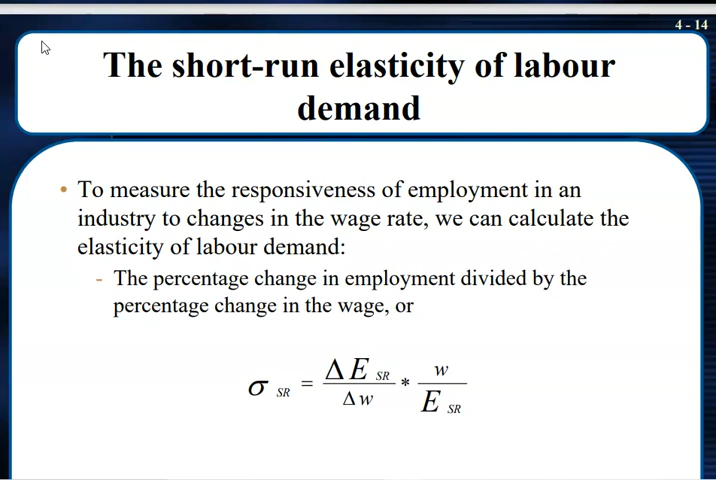 4 - 14
The short-run elasticity of labour
demand
• To measure the responsiveness of employment in an
industry to changes in the wage rate, we can calculate the
elasticity of labour demand:
- The percentage change in employment divided by the
percentage change in the wage, or
σ SR = Δ E SR / Δ w * w / E SR